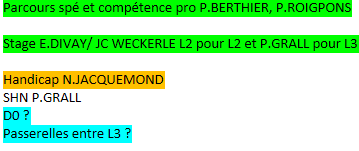 Parcours spé et compétence pro P.BERTHIER, P.ROIGPONS
Stage E.DIVAY/ JC WECKERLE L2 pour L2 et P.GRALL pour L3
Handicap N.JACQUEMOND
SHN P.GRALL
D0 ?
Passerelles entre L3 ?